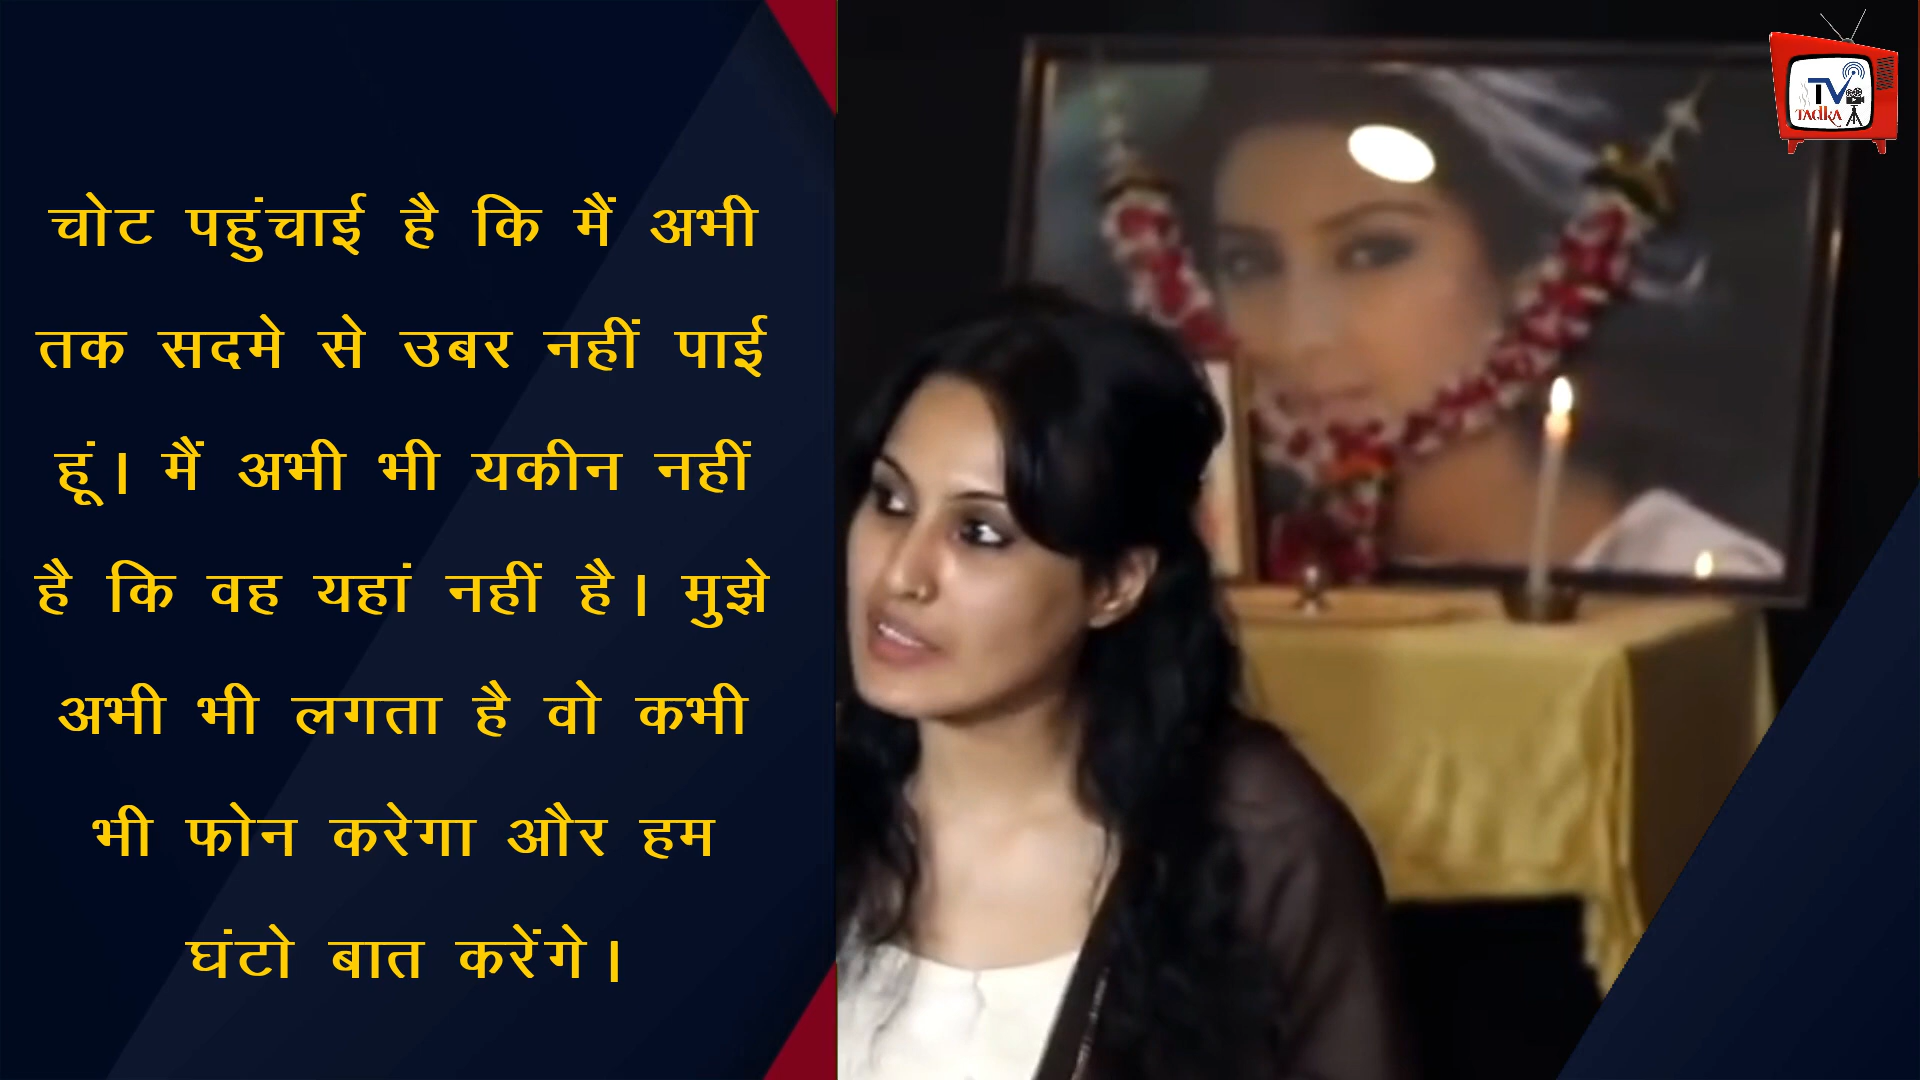 चोट पहुंचाई है कि मैं अभी
तक सदमे से उबर नहीं पाई
हूं। मैं अभी भी यकीन नहीं
है कि वह यहां नहीं है। मुझे
अभी भी लगता है वो कभी
भी फोन करेगा और हम
घंटो बात करेंगे।
TV
TADKA